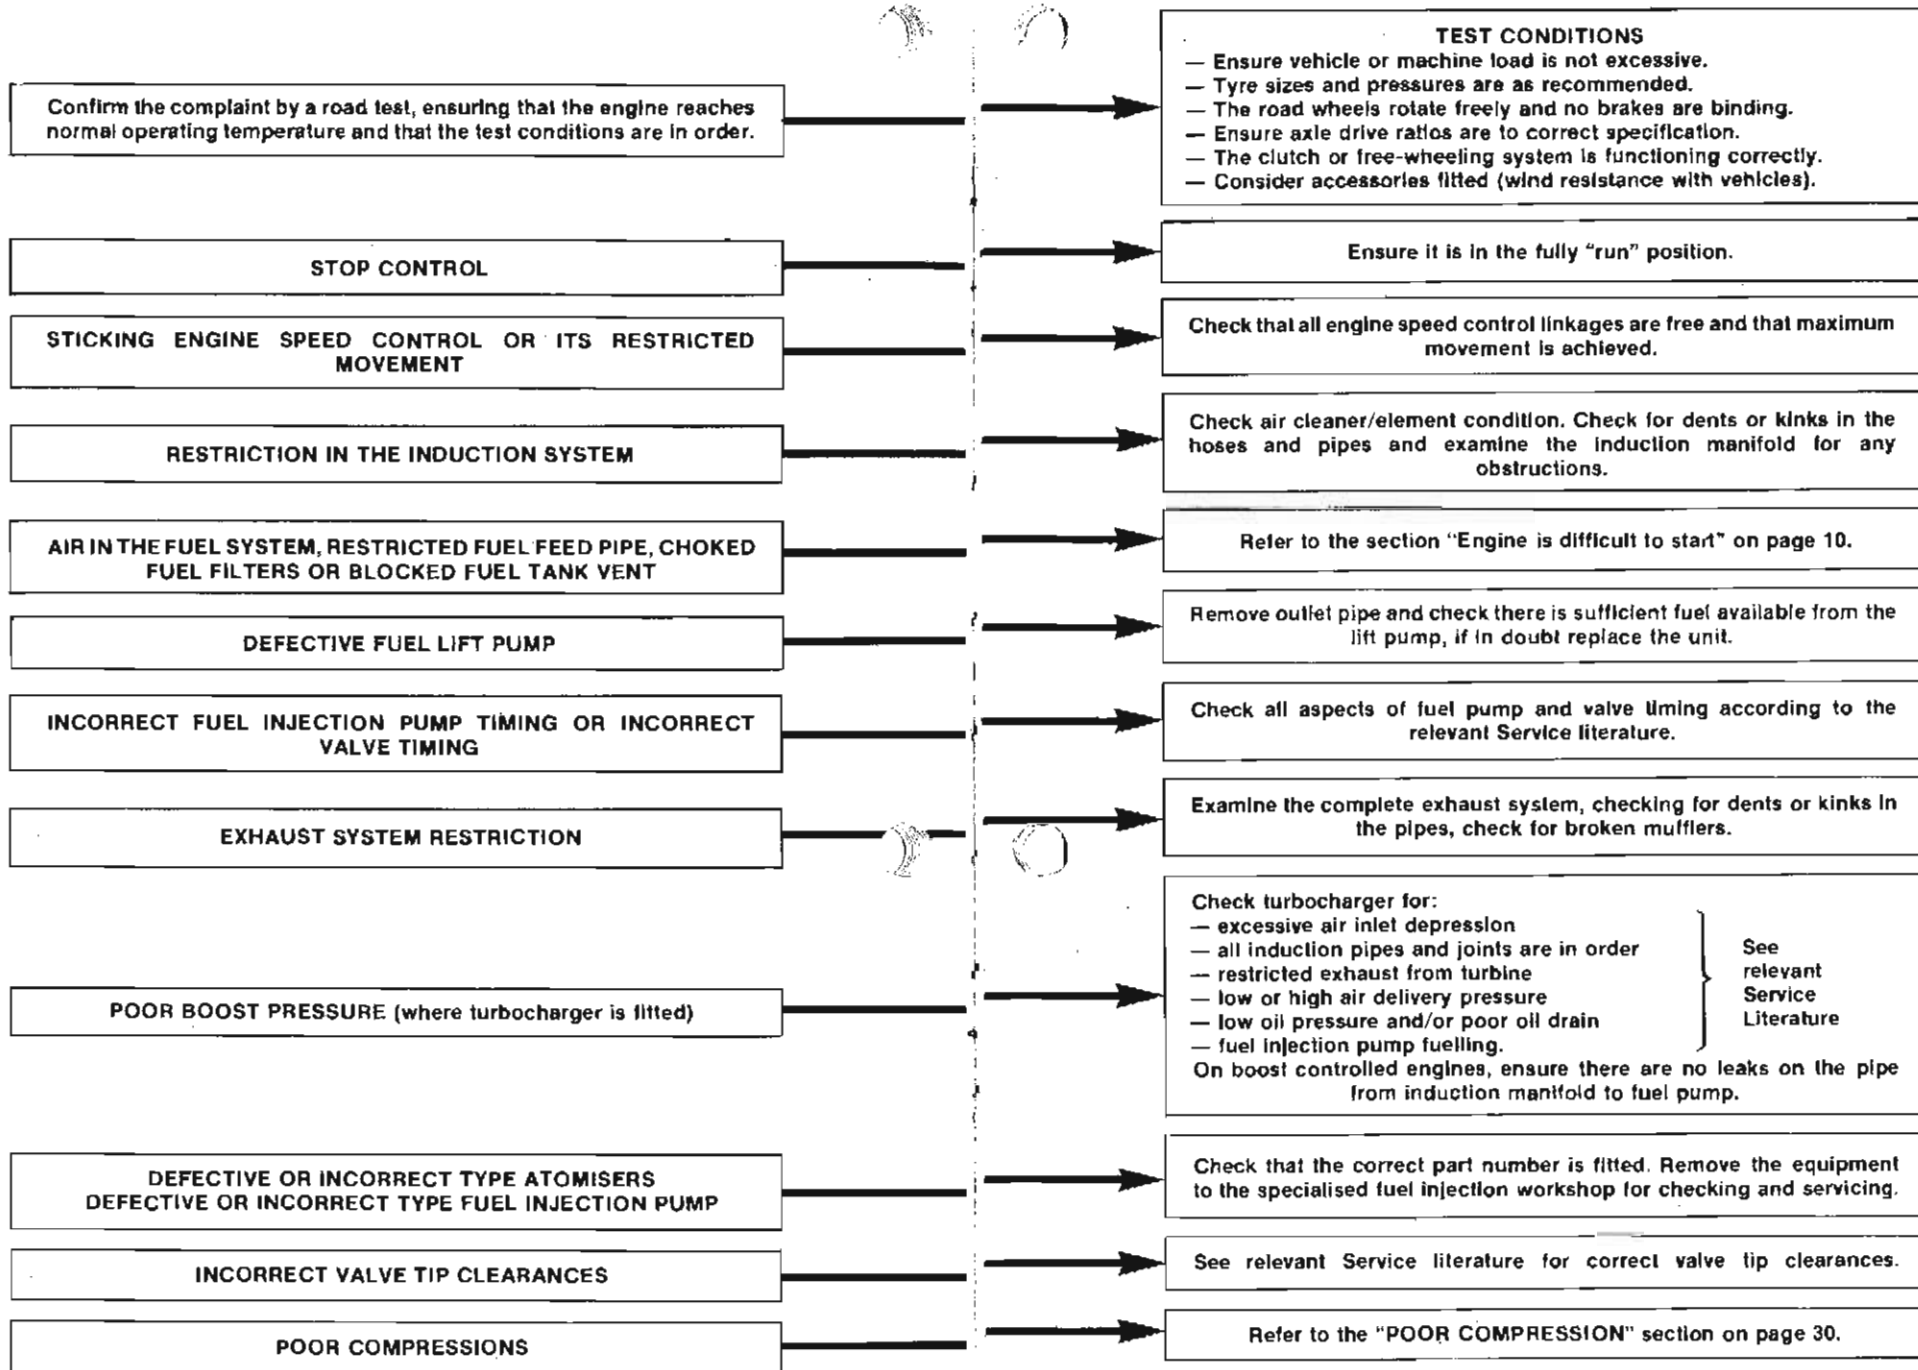 Confirm the complaint by a road test, ensuring that the engine reaches
normal operating temperature and that the test conditions are in order.
TEST CONDITIONS
— Ensure vehicle or machine load is not excessive.
— Tyre sizes and pressures are as recommended.
— The road wheels rotate freely and no brakes are binding.
— Ensure axle drive ratios are to correct specification.
— The clutch or free-wheeling system is functioning correctly.
— Consider accessories fitted (wind resistance with vehicles).
STOP CONTROL
Ensure it is in the fully "run" position.
STICKING ENGINE SPEED CONTROL OR ITS RESTRICTED
MOVEMENT
Check that all engine speed control linkages are free and that maximum
movement is achieved.
RESTRICTION IN THE INDUCTION SYSTEM
Check air cleaner/element condition. Check for dents or kinks in the
hoses and pipes and examine the induction manifold for any
obstructions.
AIR IN THE FUEL SYSTEM, RESTRICTED FUEL FEED PIPE, CHOKED
FUEL FILTERS OR BLOCKED FUEL TANK VENT
Refer to the section "Engine is difficult to start" on page 10.
DEFECTIVE FUEL LIFT PUMP
Remove outlet pipe and check there is sufficient fuel available from the
lift pump, if in doubt replace the unit.
INCORRECT FUEL INJECTION PUMP TIMING OR INCORRECT
VALVE TIMING
Check all aspects of fuel pump and valve timing according to the
relevant Service literature.
EXHAUST SYSTEM RESTRICTION
Examine the complete exhaust system, checking for dents or kinks in
the pipes, check for broken mufflers.
POOR BOOST PRESSURE (where turbocharger is fitted)
Check turbocharger for:
— excessive air inlet depression
— all induction pipes and joints are in order
— restricted exhaust from turbine
— low or high air delivery pressure
— low oil pressure and/or poor oil drain
— fuel injection pump fuelling.
See
relevant
Service
Literature
On boost controlled engines, ensure there are no leaks on the pipe
from induction manifold to fuel pump.
DEFECTIVE OR INCORRECT TYPE ATOMISERS
DEFECTIVE OR INCORRECT TYPE FUEL INJECTION PUMP
Check that the correct part number is fitted. Remove the equipment
to the specialised fuel injection workshop for checking and servicing.
INCORRECT VALVE TIP CLEARANCES
See relevant Service literature for correct valve tip clearances.
POOR COMPRESSIONS
Refer to the "POOR COMPRESSION" section on page 30.